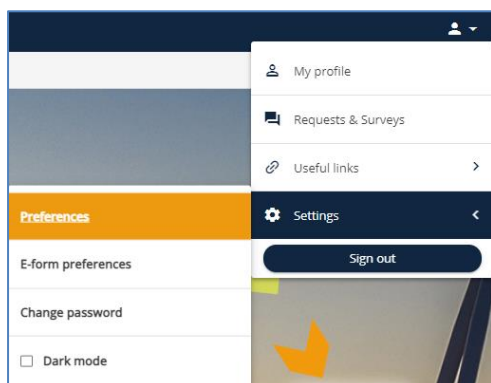 My profile
Requests & Surveys
Useful links
Settings
Sign out
Preferences
E-form preferences
Change password
Dark mode